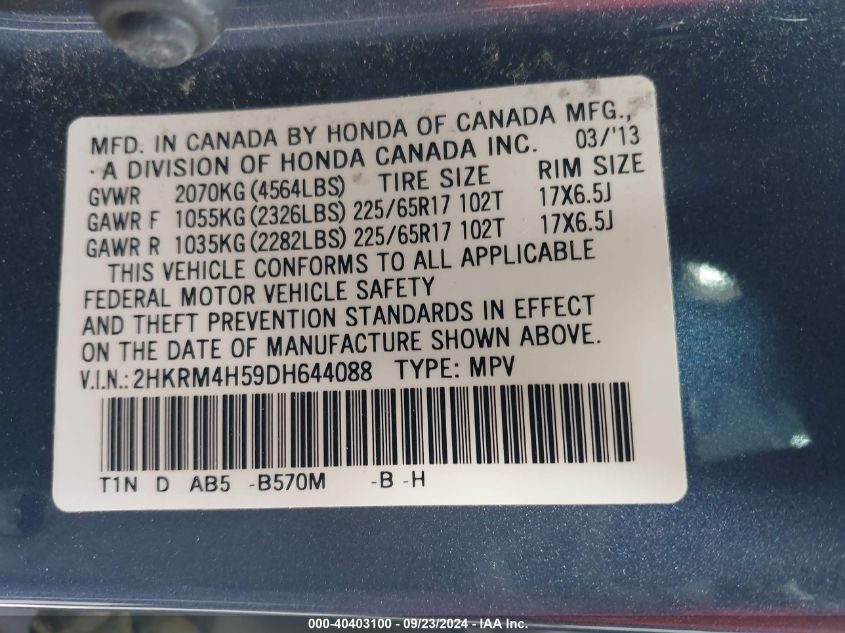 MFD. IN CANADA BY HONDA OF CANADA MFG.,
A DIVISION OF HONDA CANADA INC. 03/'13
GVWR 2070KG (4564LBS) TIRE SIZE RIM SIZE
GAWR F 1055KG (2326LBS) 225/65R17 102T 17X6.5J
GAWR R 1035KG (2282LBS) 225/65R17 102T 17X6.5J
THIS VEHICLE CONFORMS TO ALL APPLICABLE
FEDERAL MOTOR VEHICLE SAFETY
AND THEFT PREVENTION STANDARDS IN EFFECT
ON THE DATE OF MANUFACTURE SHOWN ABOVE.
V.I.N.: 2HKRM4H59DH644088 TYPE: MPV
T1N D AB5 -B570M -B -H
000-40403100 - 09/23/2024 - IAA Inc.